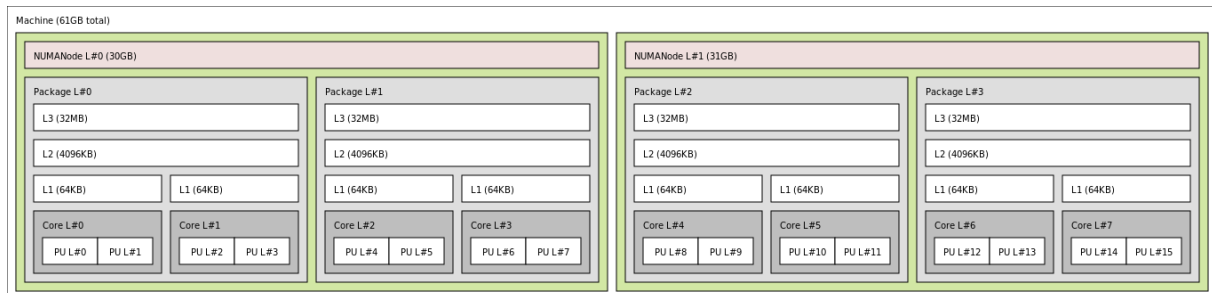 Machine (61GB total)
NUMANode L#0 (30GB)
NUMANode L#1 (31GB)
Package L#0
Package L#1
Package L#2
Package L#3
L3 (32MB)
L3 (32MB)
L3 (32MB)
L3 (32MB)
L2 (4096KB)
L2 (4096KB)
L2 (4096KB)
L2 (4096KB)
L1 (64KB)
L1 (64KB)
L1 (64KB)
L1 (64KB)
L1 (64KB)
L1 (64KB)
L1 (64KB)
L1 (64KB)
Core L#0
Core L#1
Core L#2
Core L#3
Core L#4
Core L#5
Core L#6
Core L#7
PU L#0
PU L#1
PU L#2
PU L#3
PU L#4
PU L#5
PU L#6
PU L#7
PU L#8
PU L#9
PU L#10
PU L#11
PU L#12
PU L#13
PU L#14
PU L#15